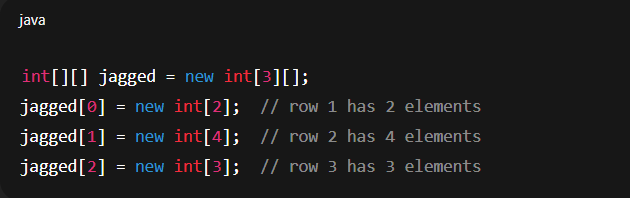 java
int[][] jagged = new int[3][];
jagged[0] = new int[2];  // row 1 has 2 elements
jagged[1] = new int[4];  // row 2 has 4 elements
jagged[2] = new int[3];  // row 3 has 3 elements